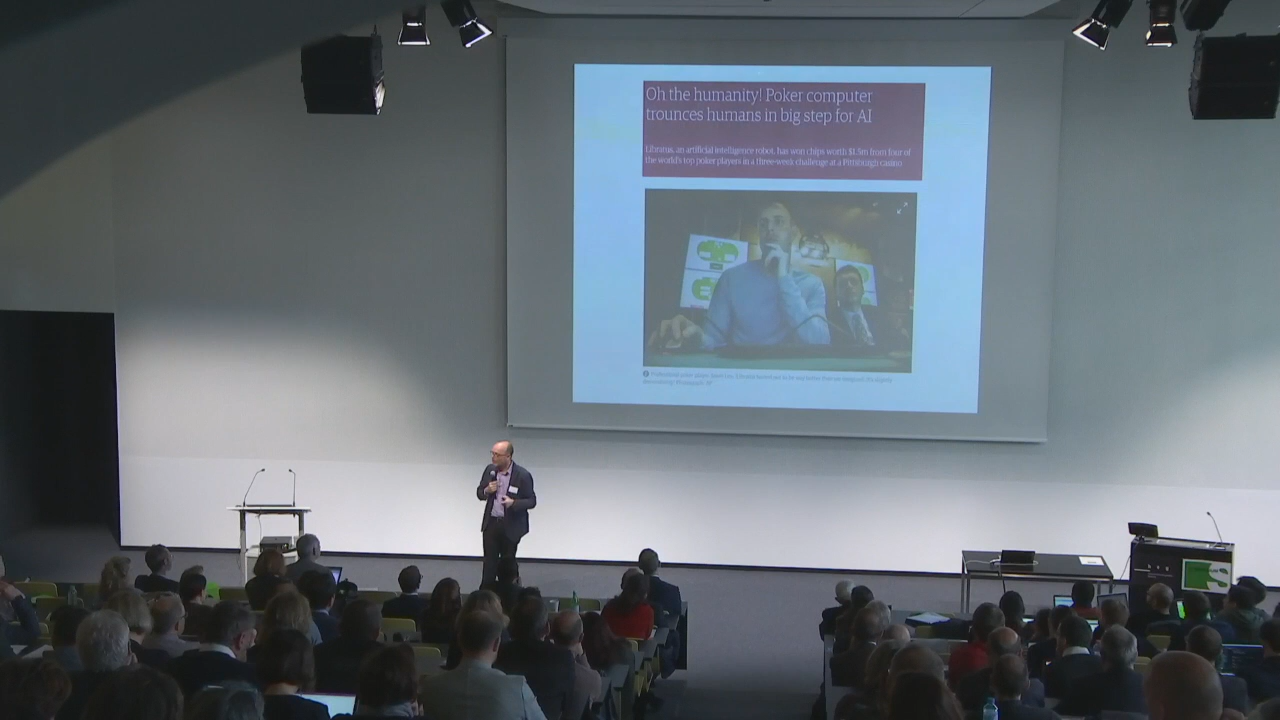 Oh the humanity! Poker computer
trounces humans in big step for AI
Libratus, an artificial intelligence robot, has won chips worth $1.5m from four of
the world's top poker players in a three-week challenge at a Pittsburgh casino